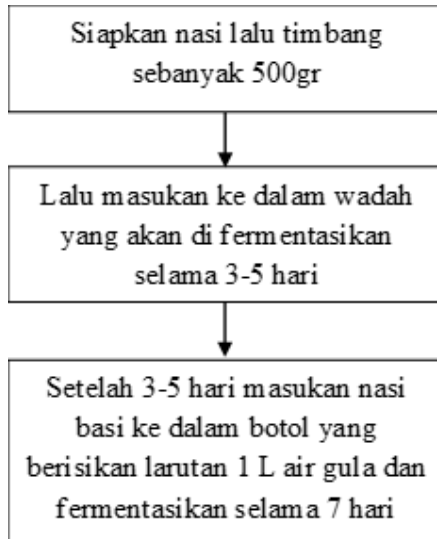 Siapkan nasi lalu timbang
sebanyak 500gr
Lalu masukan ke dalam wadah
yang akan di fermentasikan
selama 3-5 hari
Setelah 3-5 hari masukan nasi
basi ke dalam botol yang
berisikan larutan 1 L air gula dan
fermentasikan selama 7 hari